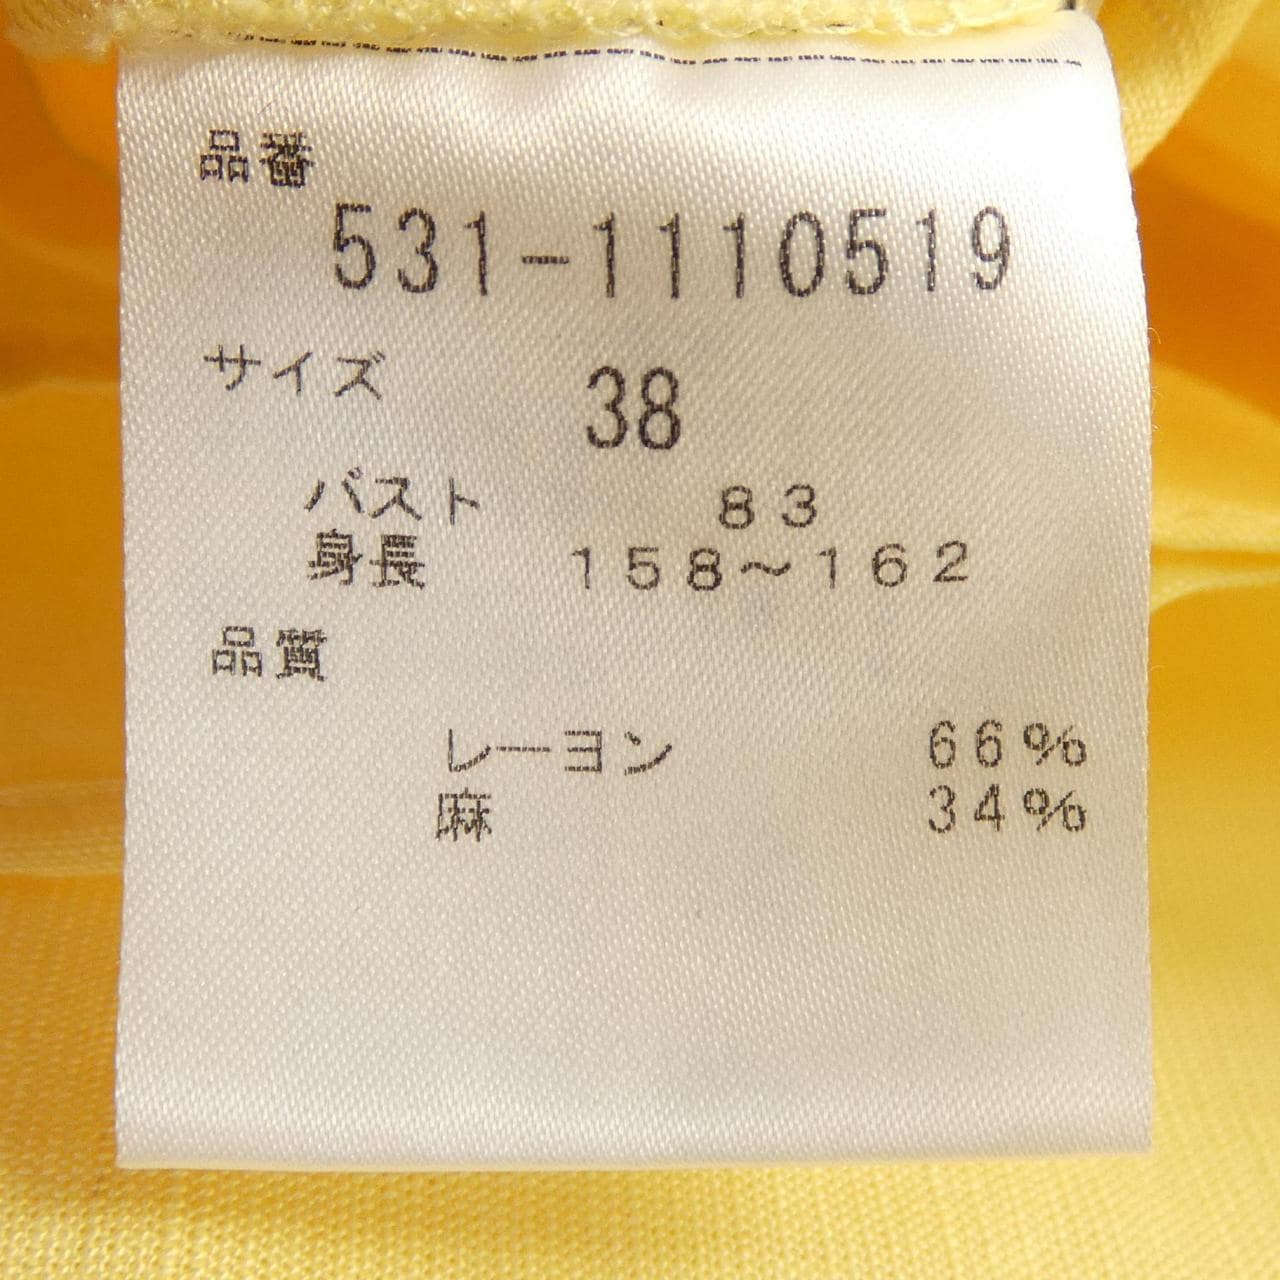 品番
531-1110519
サイズ 38
バスト 83
身長 158～162
品質
レーヨン 66%
麻 34%